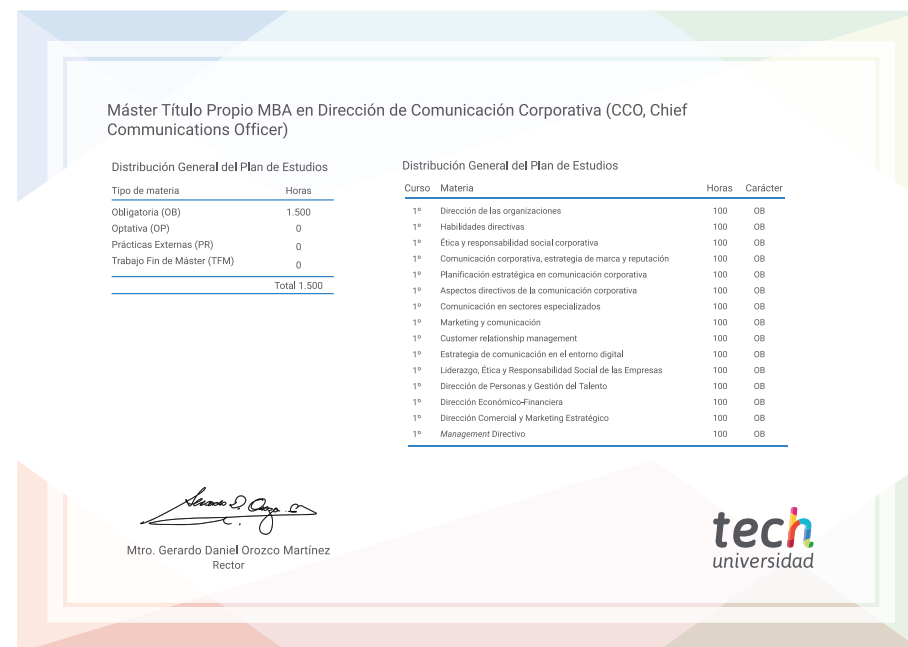 Máster Título Propio MBA en Dirección de Comunicación Corporativa (CCO, Chief
Communications Officer)
Distribución General del Plan de Estudios
Tipo de materia Horas
Obligatoria (OB) 1.500
Optativa (OP) 0
Prácticas Externas (PR) 0
Trabajo Fin de Máster (TFM) 0
Total 1.500
Distribución General del Plan de Estudios
Curso Materia Horas Carácter
1º Dirección de las organizaciones 100 OB
1º Habilidades directivas 100 OB
1º Ética y responsabilidad social corporativa 100 OB
1º Comunicación corporativa, estrategia de marca y reputación 100 OB
1º Planificación estratégica en comunicación corporativa 100 OB
1º Aspectos directivos de la comunicación corporativa 100 OB
1º Comunicación en sectores especializados 100 OB
1º Marketing y comunicación 100 OB
1º Customer relationship management 100 OB
1º Estrategia de comunicación en el entorno digital 100 OB
1º Liderazgo, Ética y Responsabilidad Social de las Empresas 100 OB
1º Dirección de Personas y Gestión del Talento 100 OB
1º Dirección Económico-Financiera 100 OB
1º Dirección Comercial y Marketing Estratégico 100 OB
1º Management Directivo 100 OB
Mtro. Gerardo Daniel Orozco Martínez
Rector
tech
universidad